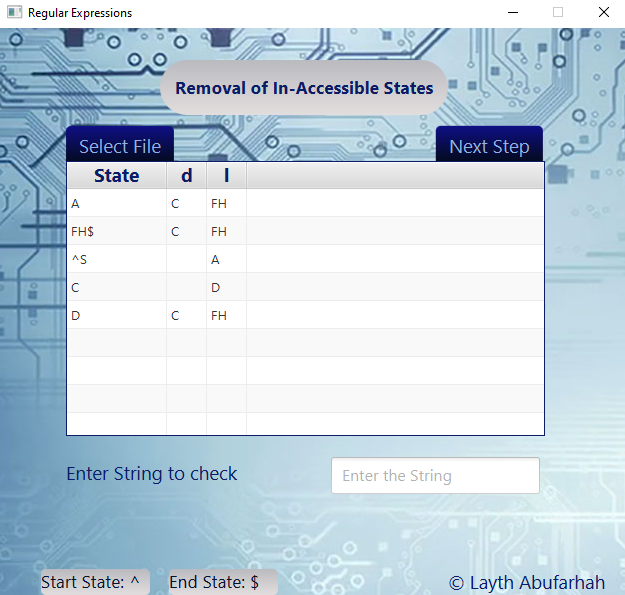 Regular Expressions
Removal of In-Accessible States
Select File
Next Step
State d l
A C FH
FH$ C FH
^S A
C D
D C FH
Enter String to check
Enter the String
Start State: ^
End State: $
© Layth Abufarhah